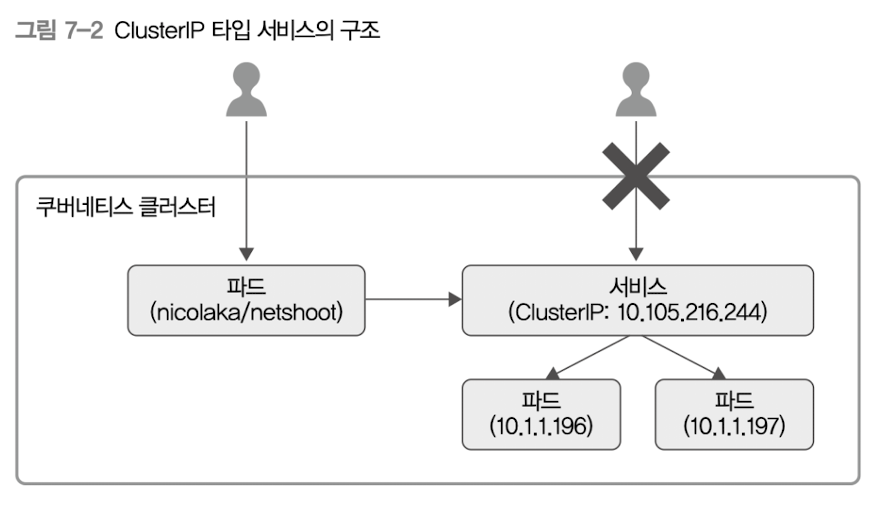 그림 7-2 ClusterIP 타입 서비스의 구조
쿠버네티스 클러스터
파드
(nicolaka/netshoot)
서비스
(ClusterIP: 10.105.216.244)
파드
(10.1.1.196)
파드
(10.1.1.197)